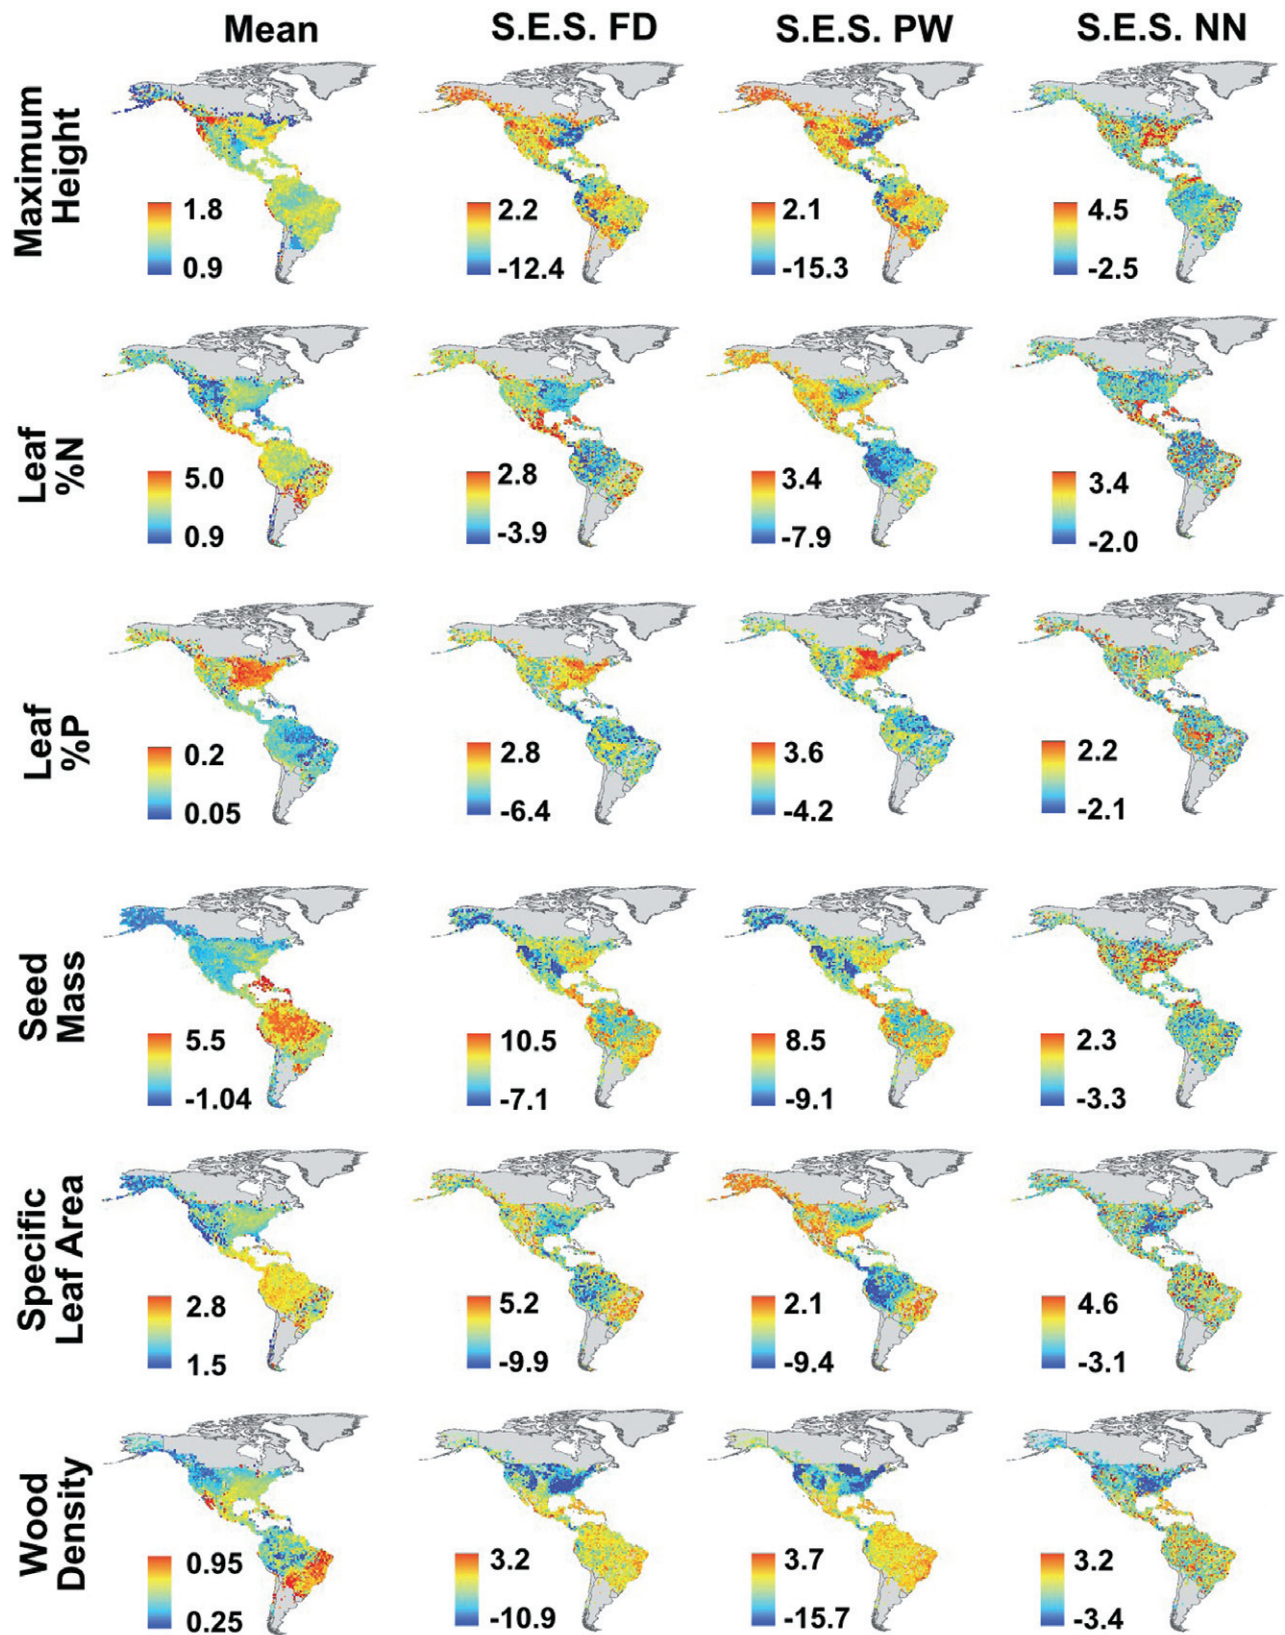 Mean S.E.S. FD S.E.S. PW S.E.S. NN
Maximum
Height
1.8 2.2 2.1 4.5
0.9 -12.4 -15.3 -2.5
Leaf
%N
5.0 2.8 3.4 3.4
0.9 -3.9 -7.9 -2.0
Leaf
%P
0.2 2.8 3.6 2.2
0.05 -6.4 -4.2 -2.1
Seed
Mass
5.5 10.5 8.5 2.3
-1.04 -7.1 -9.1 -3.3
Specific
Leaf Area
2.8 5.2 2.1 4.6
1.5 -9.9 -9.4 -3.1
Wood
Density
0.95 3.2 3.7 3.2
0.25 -10.9 -15.7 -3.4